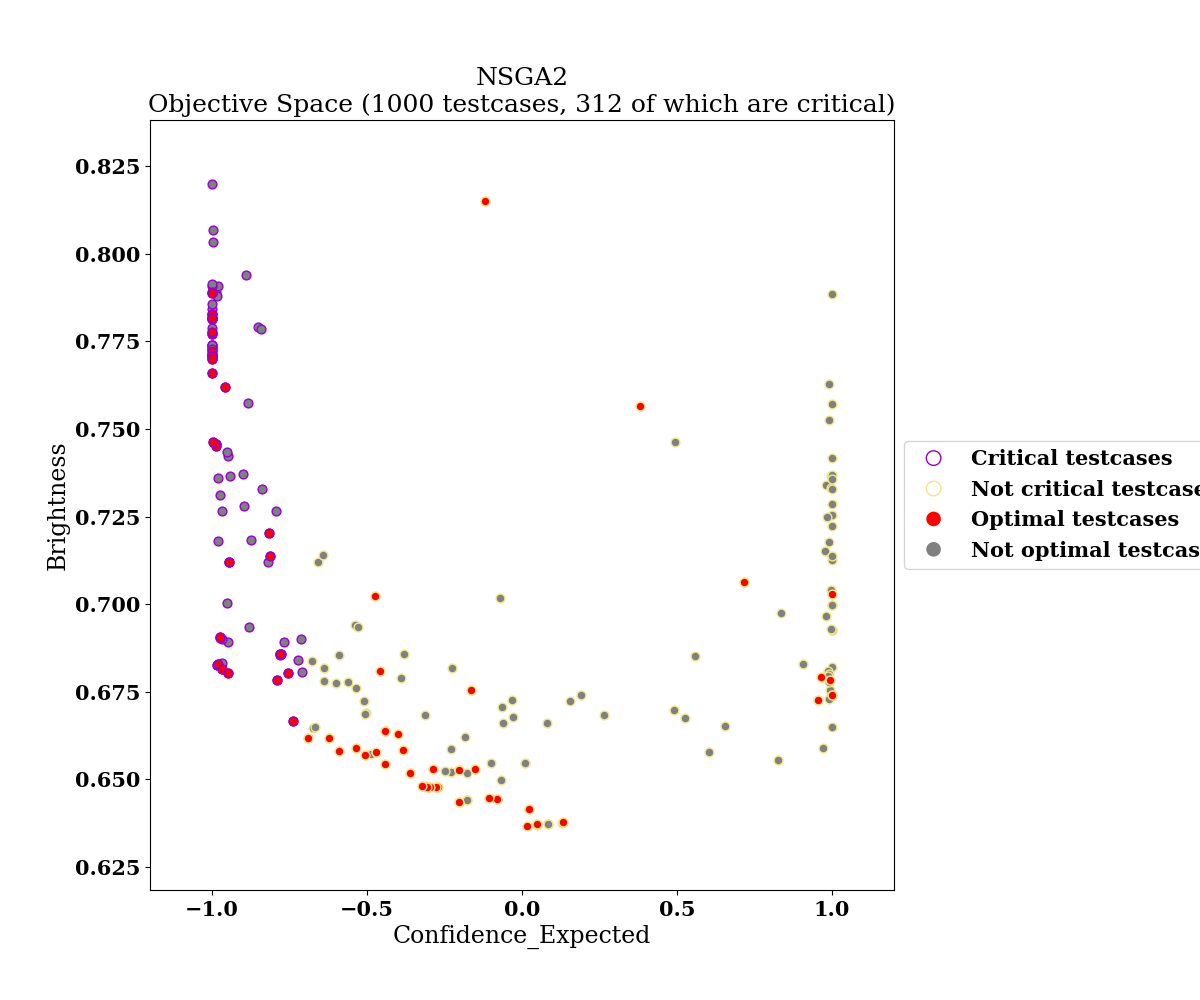 NSGA2
Objective Space (1000 testcases, 312 of which are critical)
0.825
0.800
0.775
0.750
0.725
0.700
0.675
0.650
0.625
Brightness
−1.0
−0.5
0.0
0.5
1.0
Confidence_Expected
Critical testcases
Not critical testcase
Optimal testcases
Not optimal testcas